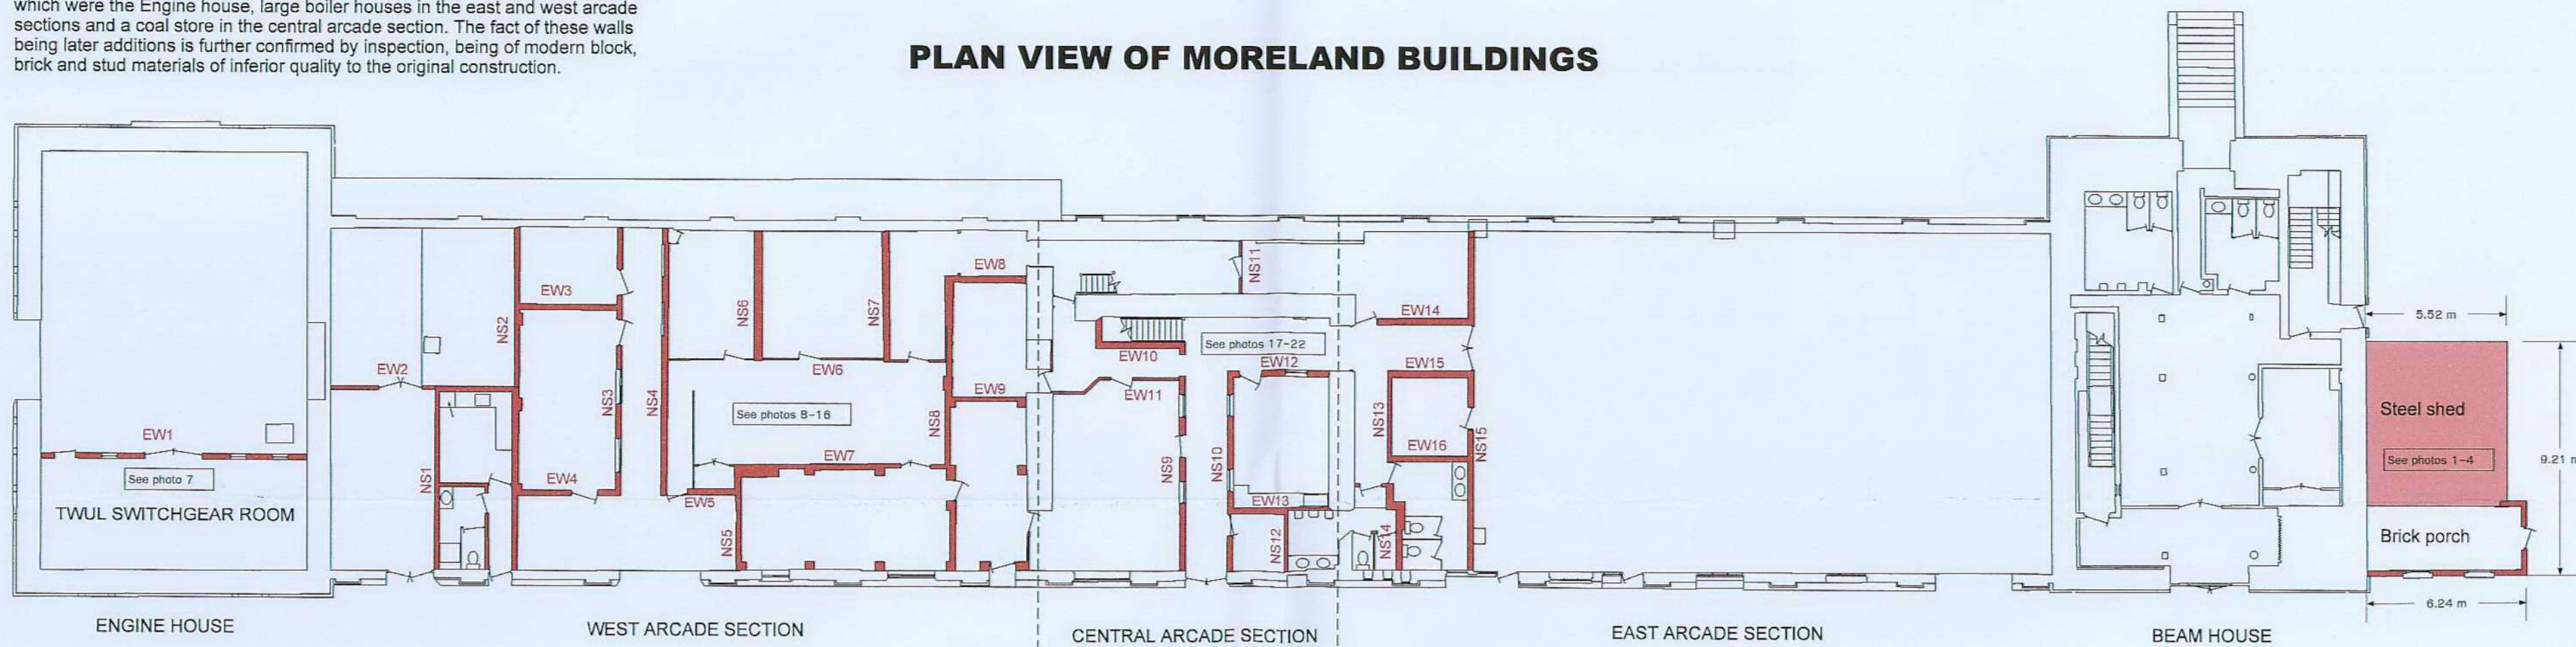 which were the Engine house, large boiler houses in the east and west arcade
sections and a coal store in the central arcade section. The fact of these walls
being later additions is further confirmed by inspection, being of modern block,
brick and stud materials of inferior quality to the original construction.
PLAN VIEW OF MORELAND BUILDINGS
EW1
See photo 7
TWUL SWITCHGEAR ROOM
EW2
NS1
NS2
EW3
NS3
EW4
NS4
EW5
NS5
NS6
NS7
EW6
See photos 8-16
EW7
NS8
EW8
EW9
EW10
EW11
NS9
NS10
NS11
See photos 17-22
EW12
EW13
NS12
EW14
EW15
NS13
EW16
NS14
NS15
5.52 m
Steel shed
See photos 1-4
9.21 m
Brick porch
6.24 m
ENGINE HOUSE
WEST ARCADE SECTION
CENTRAL ARCADE SECTION
EAST ARCADE SECTION
BEAM HOUSE